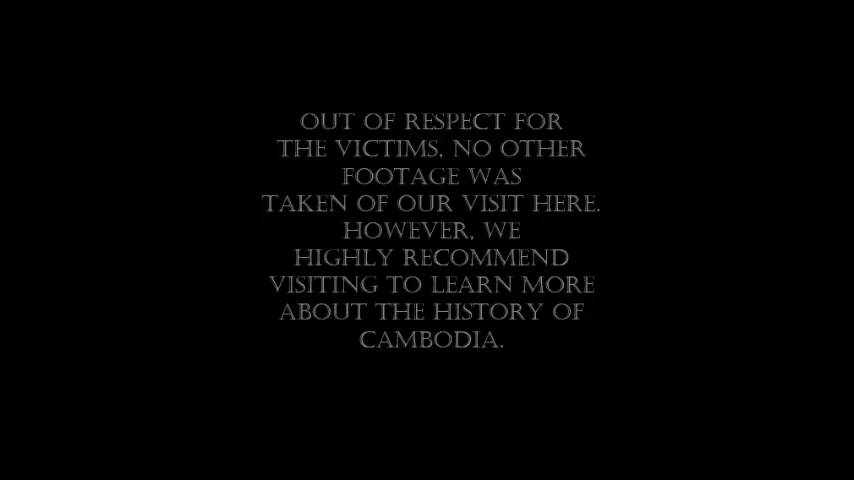 OUT OF RESPECT FOR
THE VICTIMS, NO OTHER
FOOTAGE WAS
TAKEN OF OUR VISIT HERE.
HOWEVER, WE
HIGHLY RECOMMEND
VISITING TO LEARN MORE
ABOUT THE HISTORY OF
CAMBODIA.